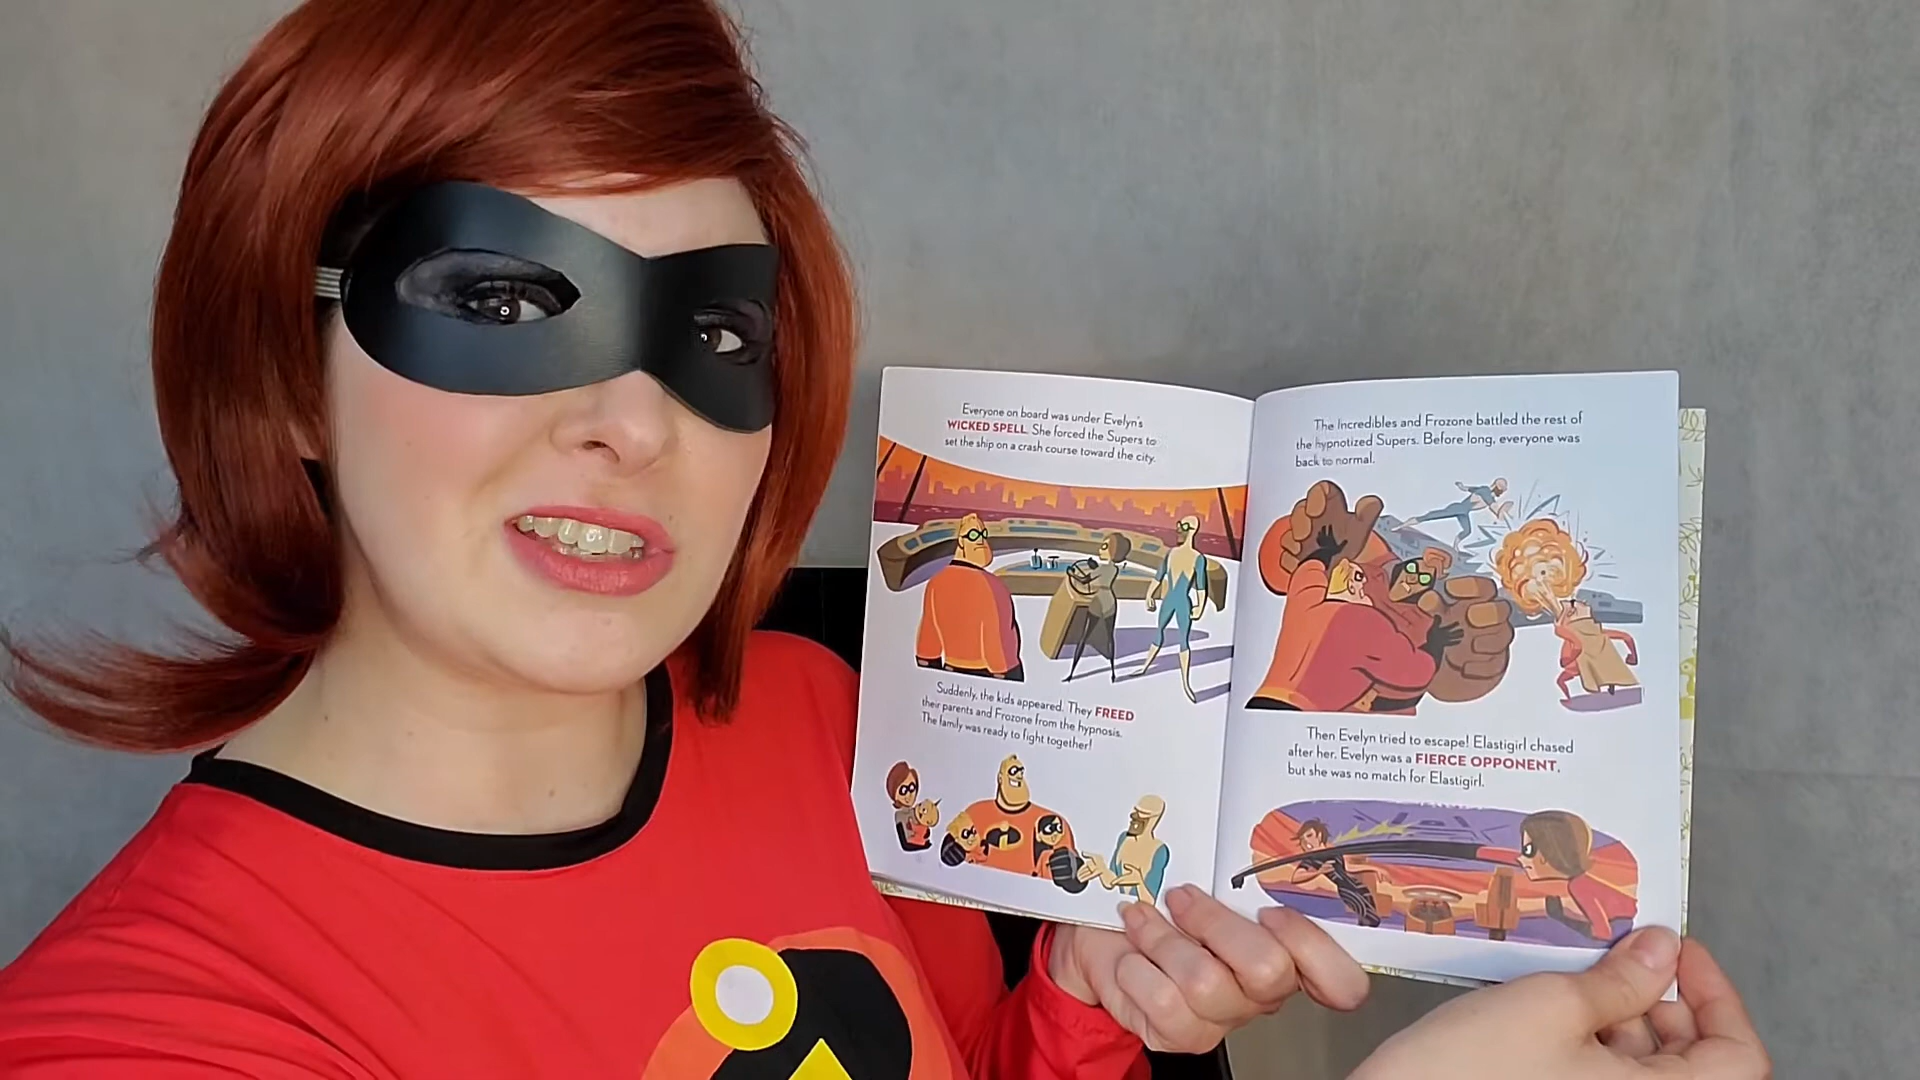 Everyone on board was under Evelyn's
WICKED SPELL. She forced the Supers to
set the ship on a crash course toward the city.
Suddenly, the kids appeared. They FREED
their parents and Frozone from the hypnosis.
The family was ready to fight together!
The Incredibles and Frozone battled the rest of
the hypnotized Supers. Before long, everyone was
back to normal.
Then Evelyn tried to escape! Elastigirl chased
after her. Evelyn was a FIERCE OPPONENT,
but she was no match for Elastigirl.